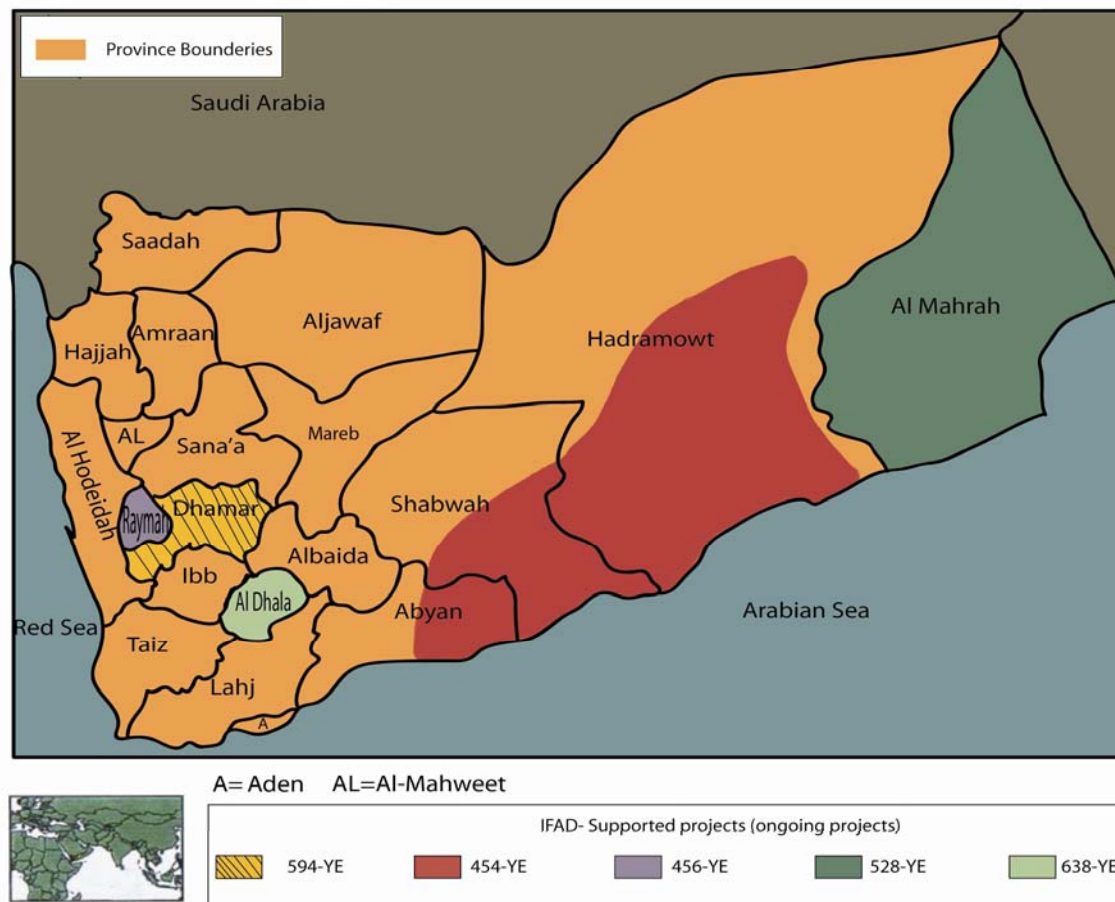 Province Bounderies
Saudi Arabia
Saadah
Aljawaf
Amraan
Hajjah
Al Mahrah
Hadramowt
AL
Sana'a
Mareb
Al Hodeidah
Shabwah
Raymah
Dhamar
Albaida
Ibb
Al Dhala
Abyan
Arabian Sea
Red Sea
Taiz
Lahj
A
A= Aden AL=Al-Mahweet
IFAD- Supported projects (ongoing projects)
594-YE 454-YE 456-YE 528-YE 638-YE